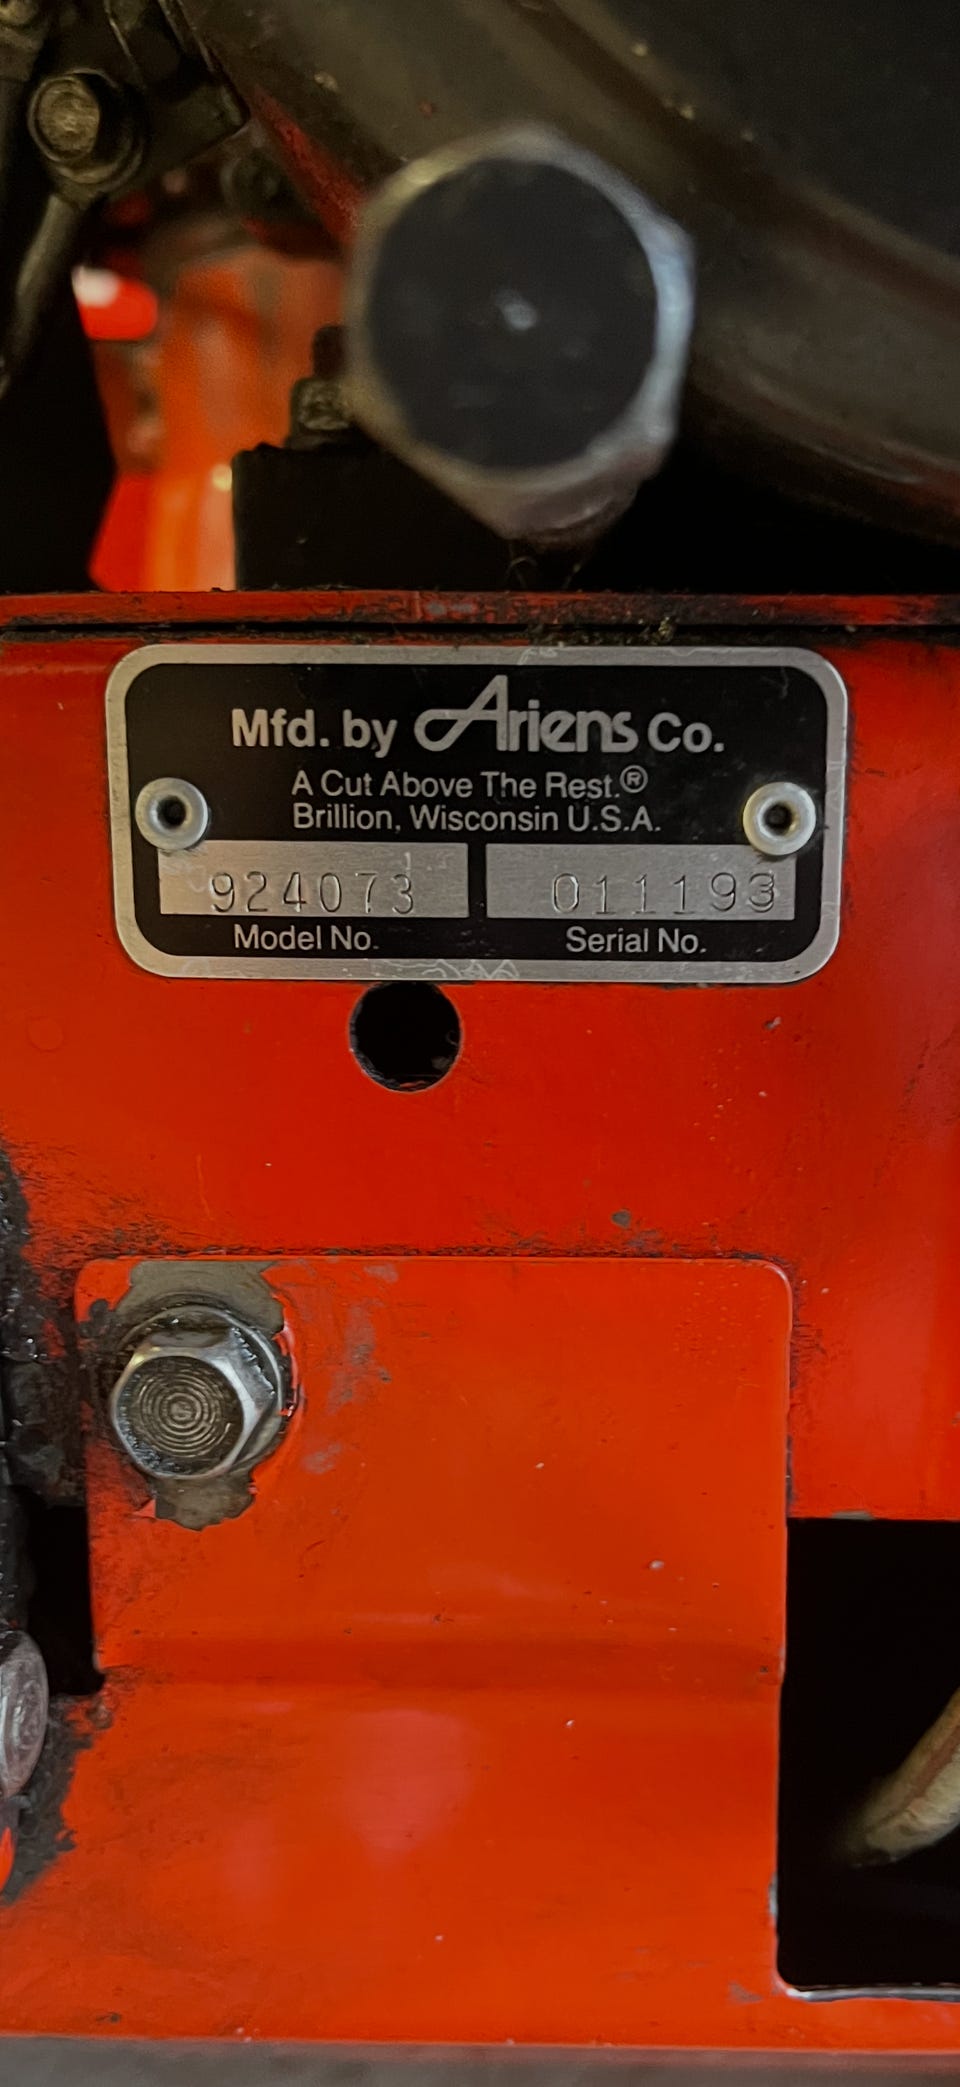 Mfd. by Ariens Co.
A Cut Above The Rest.®
Brillion, Wisconsin U.S.A.
924073 011193
Model No. Serial No.